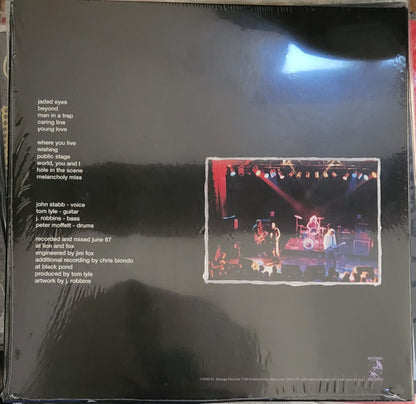 jaded eyes
beyond
man in a trap
caring line
young love
where you live
wishing
public stage
world, you and I
hole in the scene
melancholy miss
john stabb - voice
tom lyle - guitar
j. robbins - bass
peter moffett - drums
recorded and mixed june 87
at lion and fox
engineered by jim fox
additional recording by chris biondo
at black pond
produced by tom lyle
artwork by j. robbins